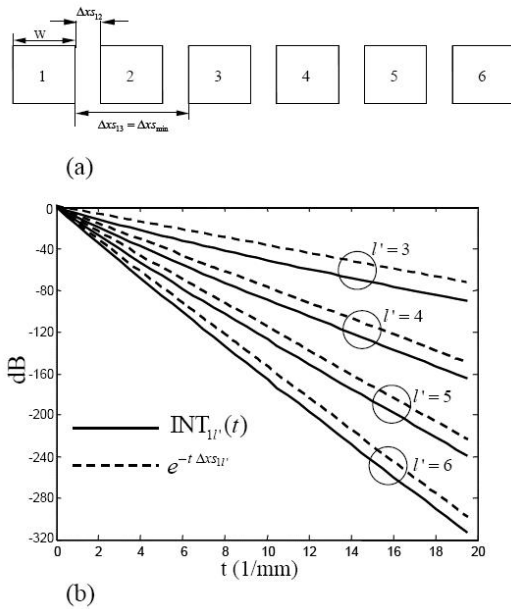 Δxs₁₂
W
1 2 3 4 5 6
Δxs₁₃ = Δxs_min
(a)
0
-40
-80
-120
-160
-200
-240
-280
-320
dB
l' = 3
l' = 4
l' = 5
l' = 6
INT₁ₗ'(t)
e^{-t Δxs₁ₗ'}
0 2 4 6 8 10 12 14 16 18 20
t (1/mm)
(b)